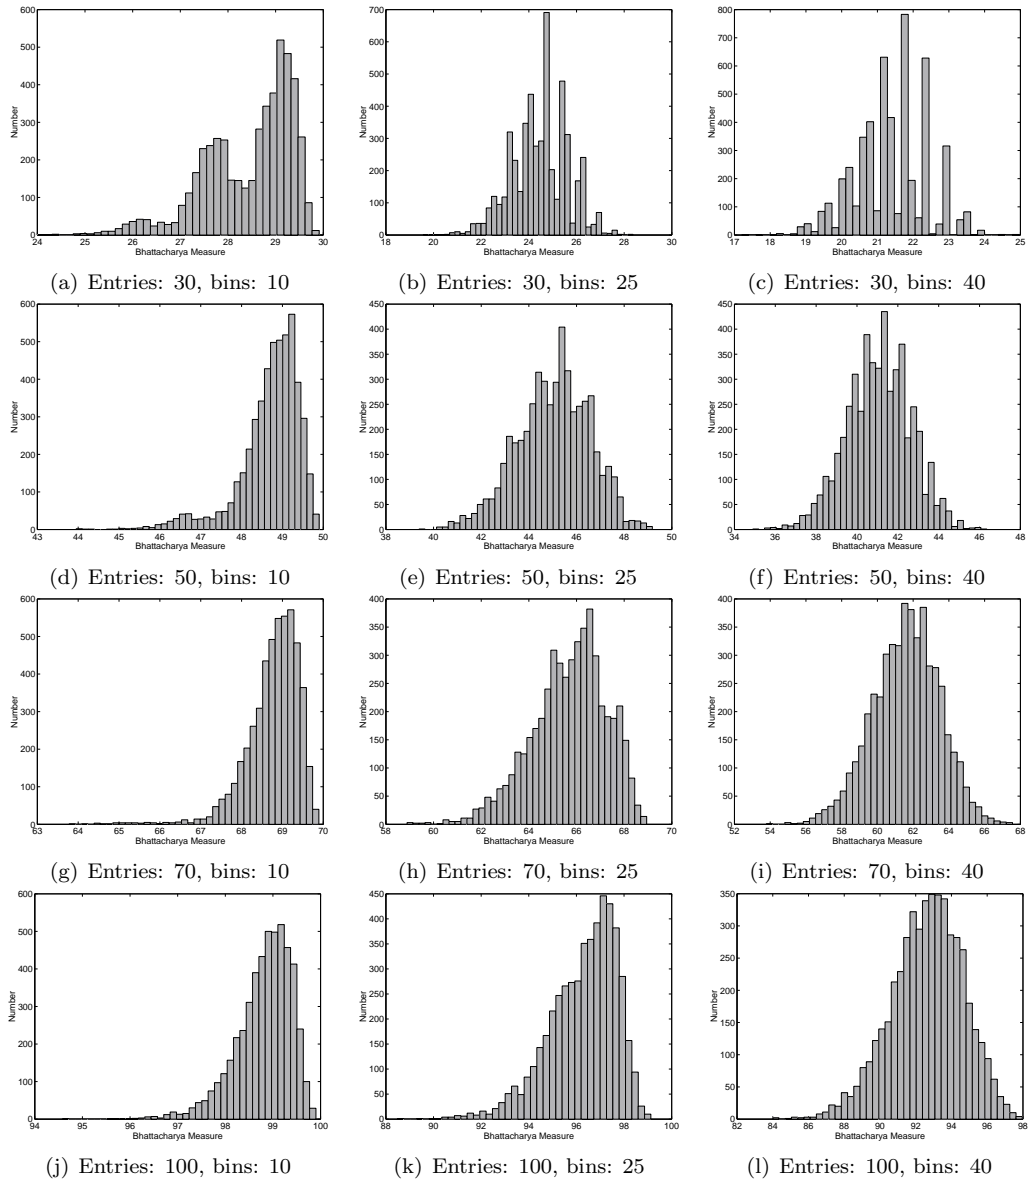 600
500
400
300
200
100
0
24 25 26 27 28 29 30
Number
Bhattacharya Measure
(a) Entries: 30, bins: 10
700
600
500
400
300
200
100
0
18 20 22 24 26 28 30
Number
Bhattacharya Measure
(b) Entries: 30, bins: 25
800
700
600
500
400
300
200
100
0
17 18 19 20 21 22 23 24 25
Number
Bhattacharya Measure
(c) Entries: 30, bins: 40
600
500
400
300
200
100
0
43 44 45 46 47 48 49 50
Number
Bhattacharya Measure
(d) Entries: 50, bins: 10
450
400
350
300
250
200
150
100
50
0
38 40 42 44 46 48 50
Number
Bhattacharya Measure
(e) Entries: 50, bins: 25
450
400
350
300
250
200
150
100
50
0
34 36 38 40 42 44 46 48
Number
Bhattacharya Measure
(f) Entries: 50, bins: 40
600
500
400
300
200
100
0
63 64 65 66 67 68 69 70
Number
Bhattacharya Measure
(g) Entries: 70, bins: 10
400
350
300
250
200
150
100
50
0
58 60 62 64 66 68 70
Number
Bhattacharya Measure
(h) Entries: 70, bins: 25
400
350
300
250
200
150
100
50
0
52 54 56 58 60 62 64 66 68
Number
Bhattacharya Measure
(i) Entries: 70, bins: 40
600
500
400
300
200
100
0
94 95 96 97 98 99 100
Number
Bhattacharya Measure
(j) Entries: 100, bins: 10
450
400
350
300
250
200
150
100
50
0
88 90 92 94 96 98 100
Number
Bhattacharya Measure
(k) Entries: 100, bins: 25
350
300
250
200
150
100
50
0
82 84 86 88 90 92 94 96 98
Number
Bhattacharya Measure
(l) Entries: 100, bins: 40